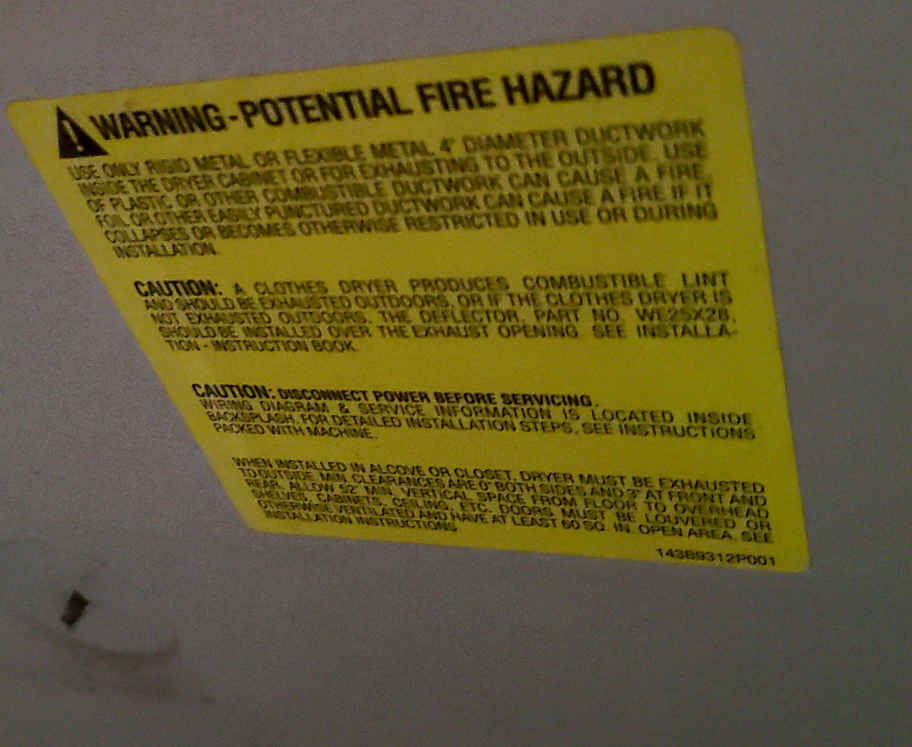 WARNING-POTENTIAL FIRE HAZARD
USE ONLY RIGID METAL OR FLEXIBLE METAL 4" DIAMETER DUCTWORK
INSIDE THE DRYER CABINET OR FOR EXHAUSTING TO THE OUTSIDE. USE
OF PLASTIC OR OTHER COMBUSTIBLE DUCTWORK CAN CAUSE A FIRE.
FOIL OR OTHER EASILY PUNCTURED DUCTWORK CAN CAUSE A FIRE IF IT
COLLAPSES OR BECOMES OTHERWISE RESTRICTED IN USE OR DURING
INSTALLATION.
CAUTION: A CLOTHES DRYER PRODUCES COMBUSTIBLE LINT
AND SHOULD BE EXHAUSTED OUTDOORS, OR IF THE CLOTHES DRYER IS
NOT EXHAUSTED OUTDOORS, THE DEFLECTOR, PART NO. WE25X28,
SHOULD BE INSTALLED OVER THE EXHAUST OPENING. SEE INSTALLA-
TION - INSTRUCTION BOOK.
CAUTION: DISCONNECT POWER BEFORE SERVICING.
WIRING DIAGRAM & SERVICE INFORMATION IS LOCATED INSIDE
BACKSPLASH. FOR DETAILED INSTALLATION STEPS, SEE INSTRUCTIONS
PACKED WITH MACHINE.
WHEN INSTALLED IN ALCOVE OR CLOSET, DRYER MUST BE EXHAUSTED
TO OUTSIDE. MIN. CLEARANCES ARE 0" BOTH SIDES AND 3" AT FRONT AND
REAR. ALLOW 52" MIN. VERTICAL SPACE FROM FLOOR TO OVERHEAD
SHELVES, CABINETS, CEILING, ETC. DOORS MUST BE LOUVERED OR
OTHERWISE VENTILATED AND HAVE AT LEAST 60 SQ. IN. OPEN AREA. SEE
INSTALLATION INSTRUCTIONS.
14389312P001